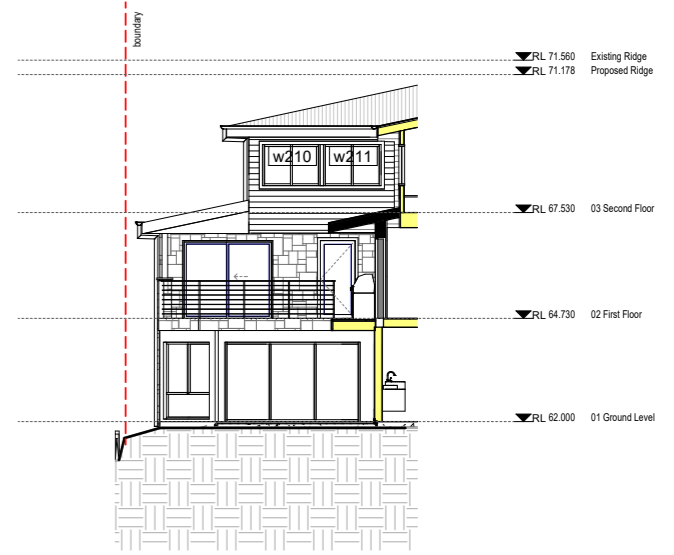 boundary
RL 71.560 Existing Ridge
RL 71.178 Proposed Ridge
w210 w211
RL 67.530 03 Second Floor
RL 64.730 02 First Floor
RL 62.000 01 Ground Level